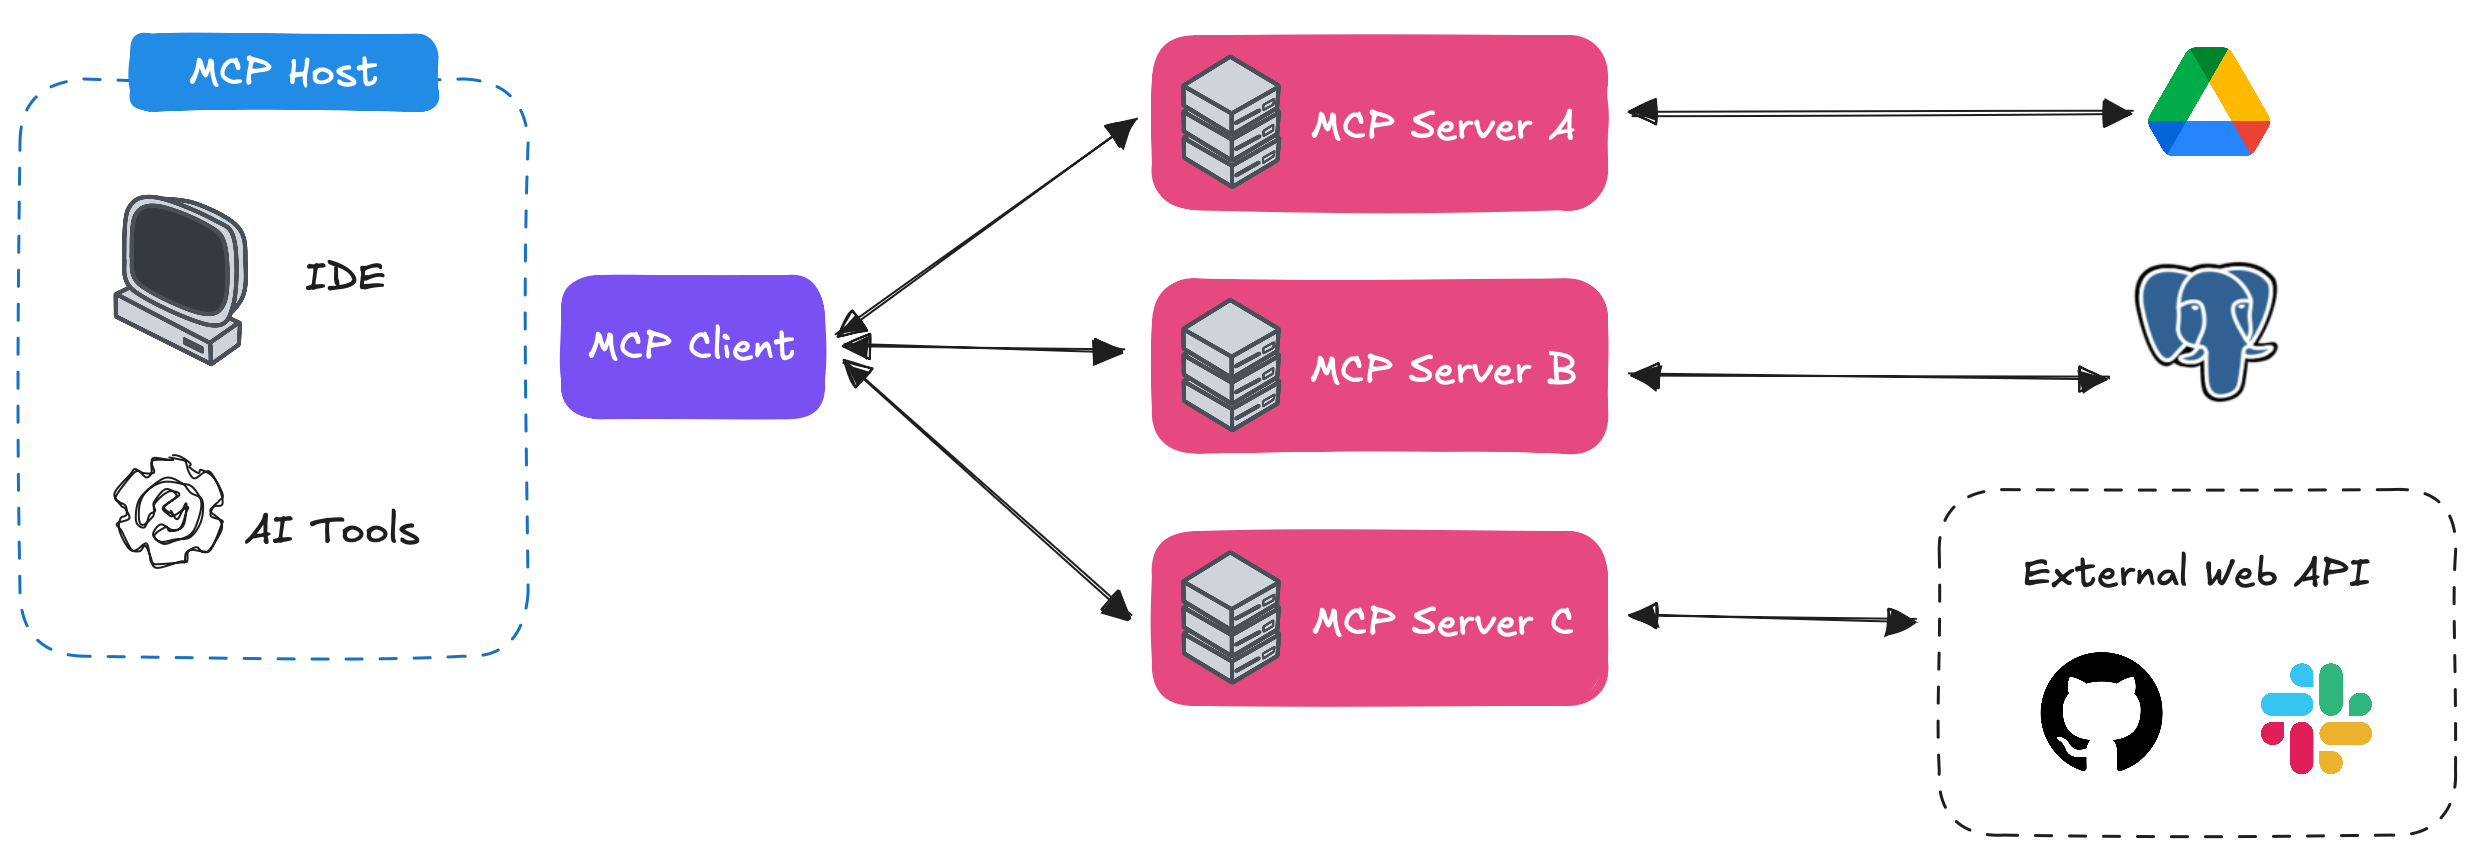 MCP Host
IDE
AI Tools
MCP Client
MCP Server A
MCP Server B
MCP Server C
External Web API